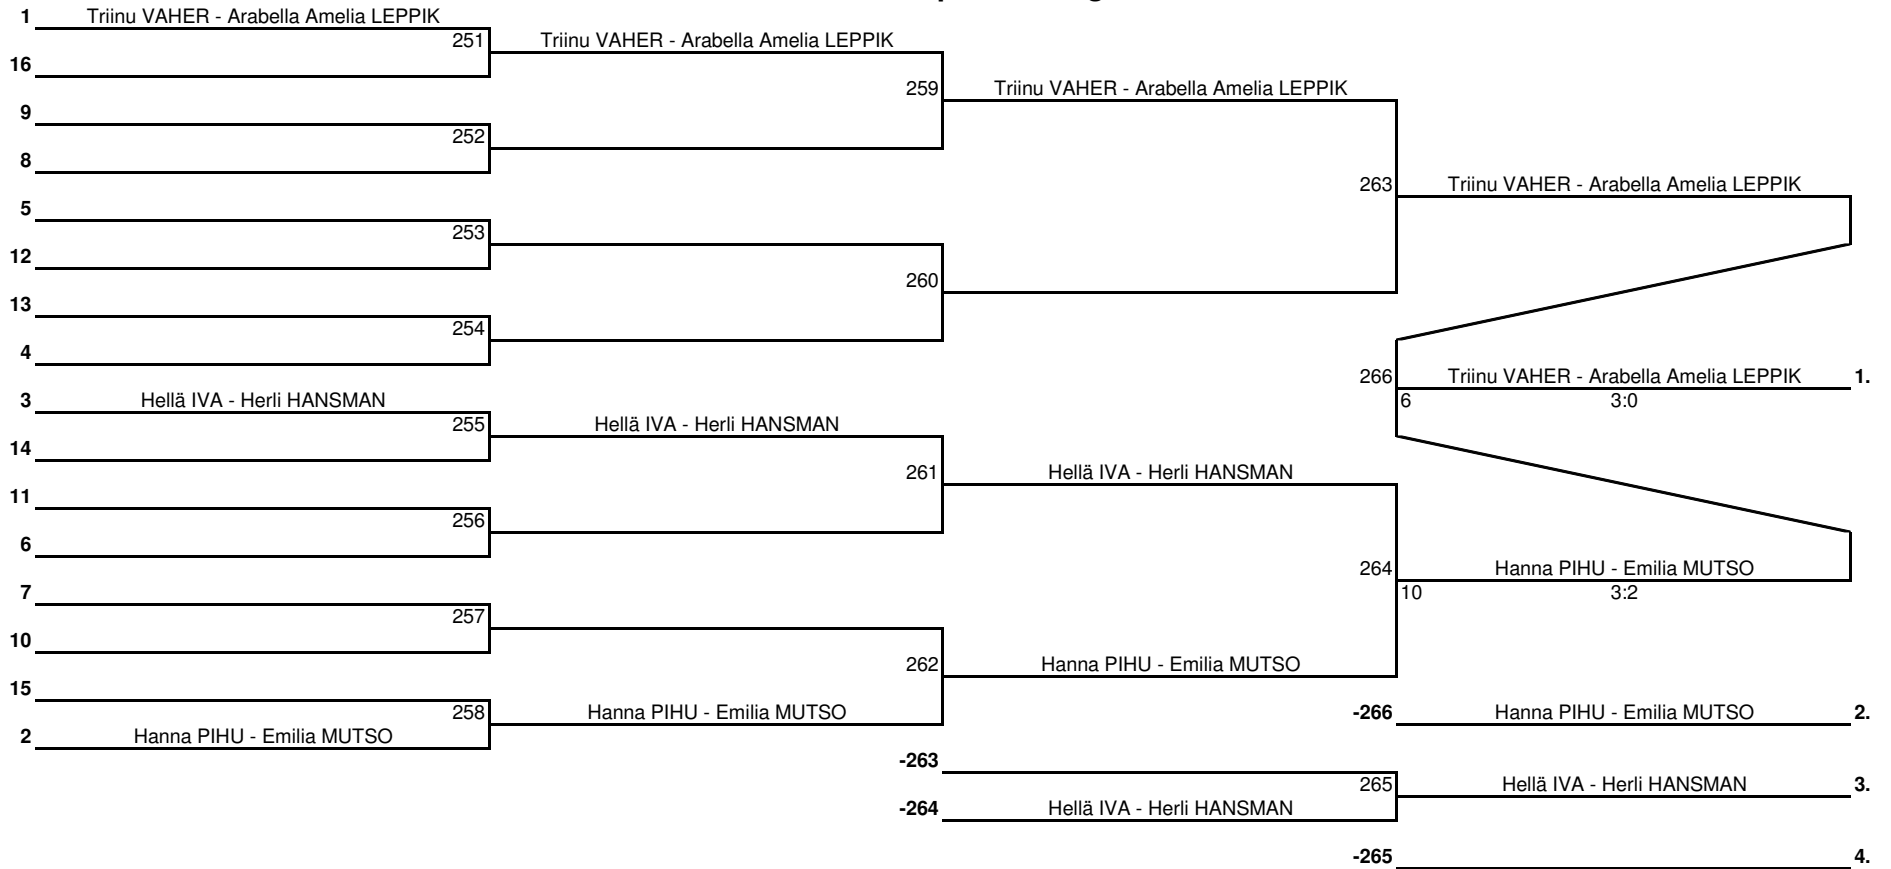 1 Triinu VAHER - Arabella Amelia LEPPIK
251 Triinu VAHER - Arabella Amelia LEPPIK
16
259 Triinu VAHER - Arabella Amelia LEPPIK
9
252
8
263 Triinu VAHER - Arabella Amelia LEPPIK
5
253
12
260
13
254
4
266 Triinu VAHER - Arabella Amelia LEPPIK 1.
6 3:0
3 Hellä IVA - Herli HANSMAN
255 Hellä IVA - Herli HANSMAN
14
261 Hellä IVA - Herli HANSMAN
11
256
6
264 Hanna PIHU - Emilia MUTSO
10 3:2
7
257
10
262 Hanna PIHU - Emilia MUTSO
15
258 Hanna PIHU - Emilia MUTSO
-266 Hanna PIHU - Emilia MUTSO 2.
2 Hanna PIHU - Emilia MUTSO
-263
265 Hellä IVA - Herli HANSMAN 3.
-264 Hellä IVA - Herli HANSMAN
-265 4.